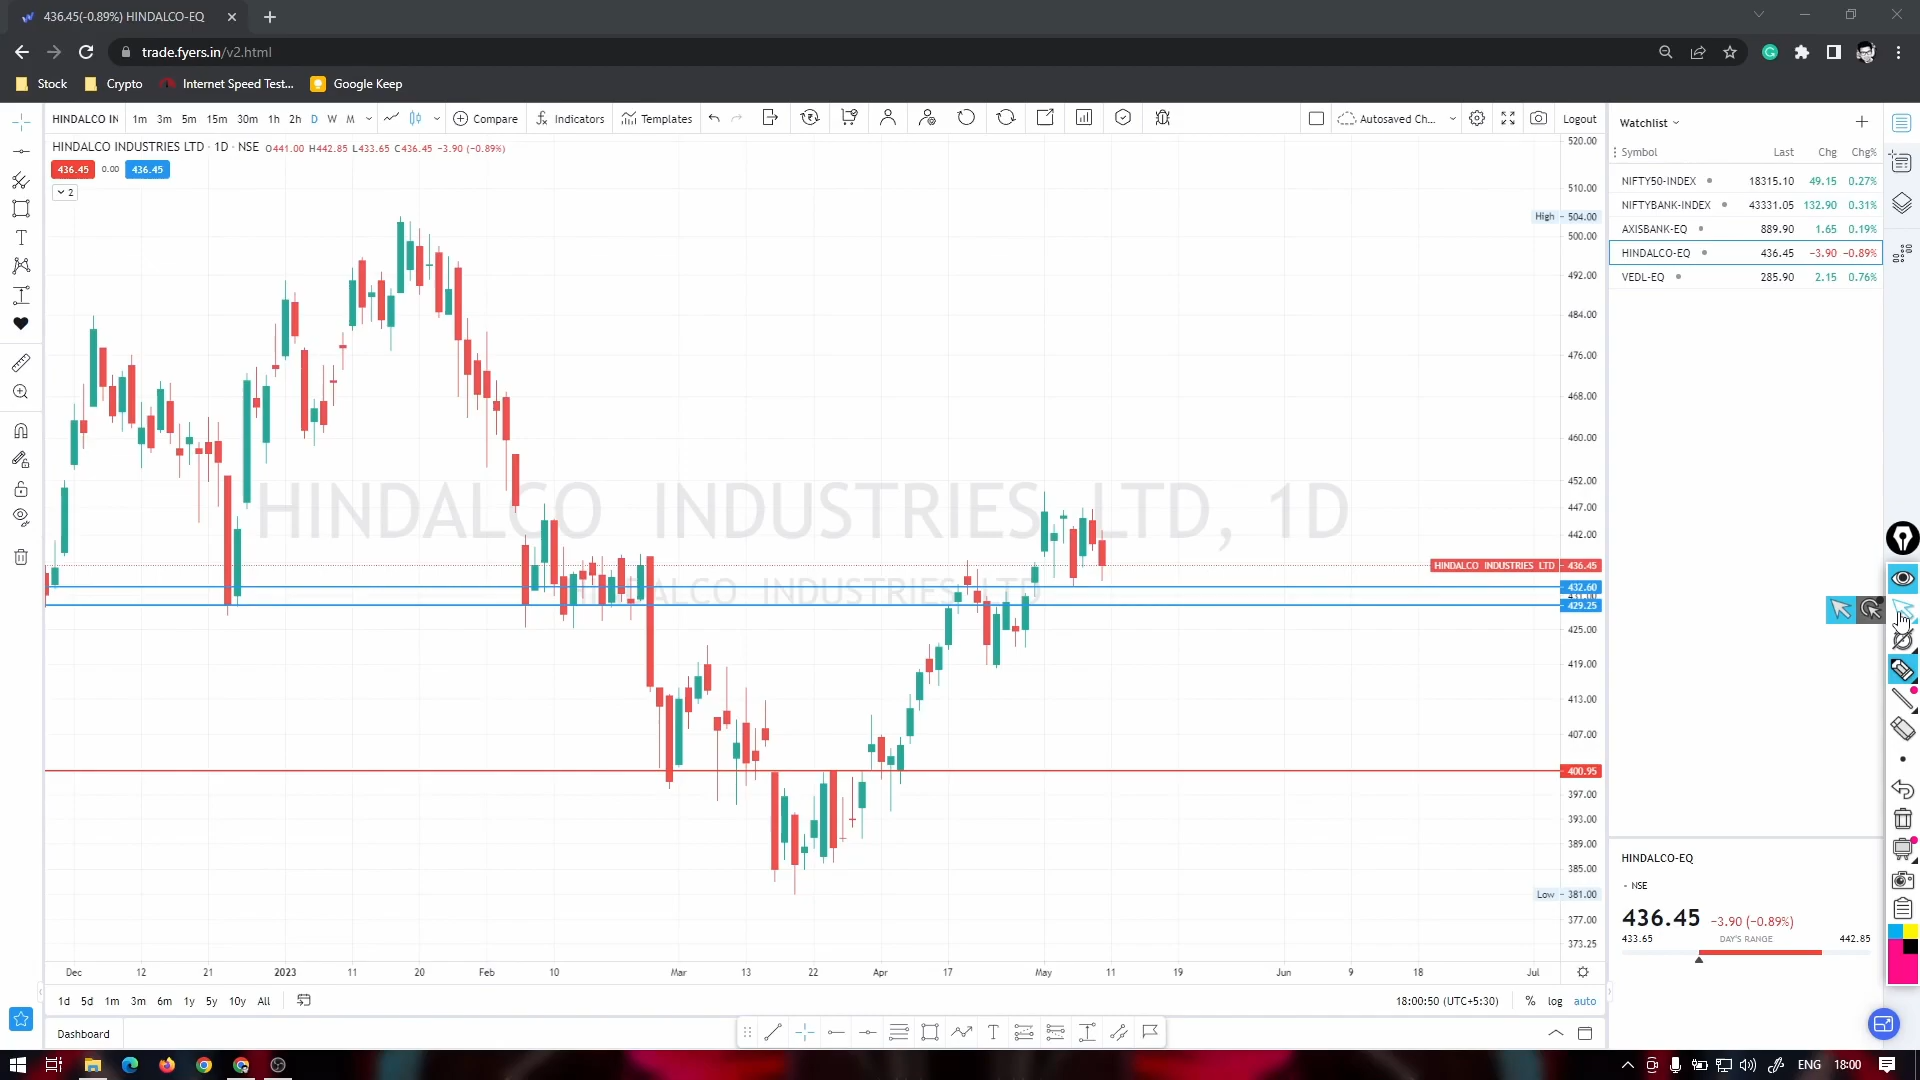 436.45(-0.89%) HINDALCO-EQ
trade.fyers.in/v2.html
Stock Crypto Internet Speed Test... Google Keep
HINDALCO IN 1m 3m 5m 15m 30m 1h 2h D W M Compare Indicators Templates Autosaved Ch... Logout
HINDALCO INDUSTRIES LTD · 1D · NSE O441.00 H442.85 L433.65 C436.45 −3.90 (−0.89%)
436.45 0.00 436.45
2
Watchlist
Symbol Last Chg Chg%
NIFTY50-INDEX 18315.10 49.15 0.27%
NIFTYBANK-INDEX 43331.05 132.90 0.31%
AXISBANK-EQ 889.90 1.65 0.19%
HINDALCO-EQ 436.45 −3.90 −0.89%
VEDL-EQ 285.90 2.15 0.76%
520.00
510.00
High 504.00
500.00
492.00
484.00
476.00
468.00
460.00
452.00
447.00
442.00
HINDALCO INDUSTRIES LTD, 1D
HINDALCO INDUSTRIES LTD 436.45
432.60
HINDALCO INDUSTRIES LTD
429.25
425.00
419.00
413.00
407.00
400.95
397.00
393.00
389.00
385.00
Low 381.00
377.00
373.25
Dec 12 21 2023 11 20 Feb 10 Mar 13 22 Apr 17 May 11 19 Jun 9 18 Jul
1d 5d 1m 3m 6m 1y 5y 10y All 18:00:50 (UTC+5:30) % log auto
HINDALCO-EQ
- NSE
436.45 −3.90 (−0.89%)
433.65 DAY'S RANGE 442.85
Dashboard
ENG 18:00